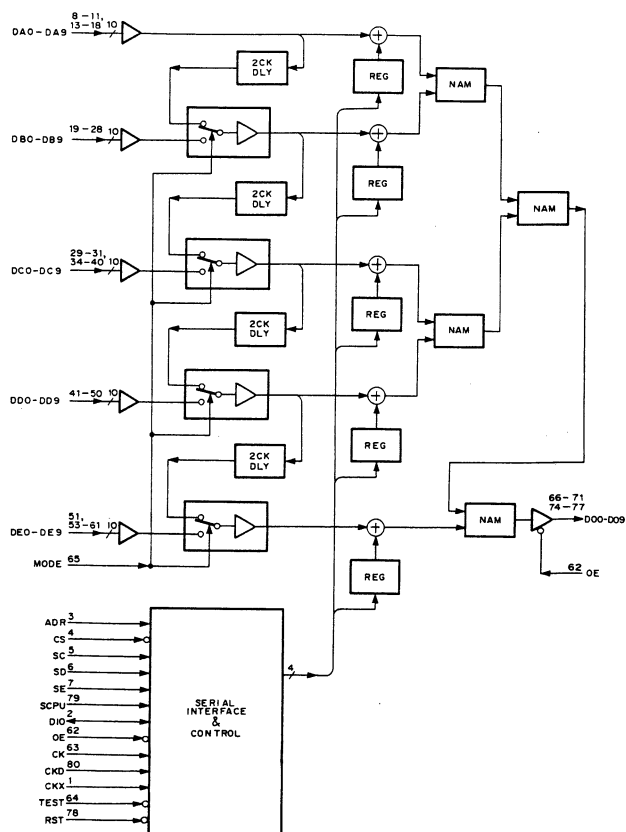 8-11,
DA0-DA9 13-18 10
2CK
DLY
REG
NAM
DB0-DB9 19-28 10
REG
2CK
DLY
NAM
29-31,
DC0-DC9 34-40 10
REG
NAM
2CK
DLY
DD0-DD9 41-50 10
REG
2CK
DLY
51,
DE0-DE9 53-61 10
NAM
66-71
74-77
DO0-DO9
MODE 65
REG
62
OE
ADR 3
CS 4
SC 5
SD 6
SE 7
SCPU 79
DIO 2
OE 62
CK 63
CKD 80
CKX 1
TEST 64
RST 78
4
SERIAL
INTERFACE
&
CONTROL